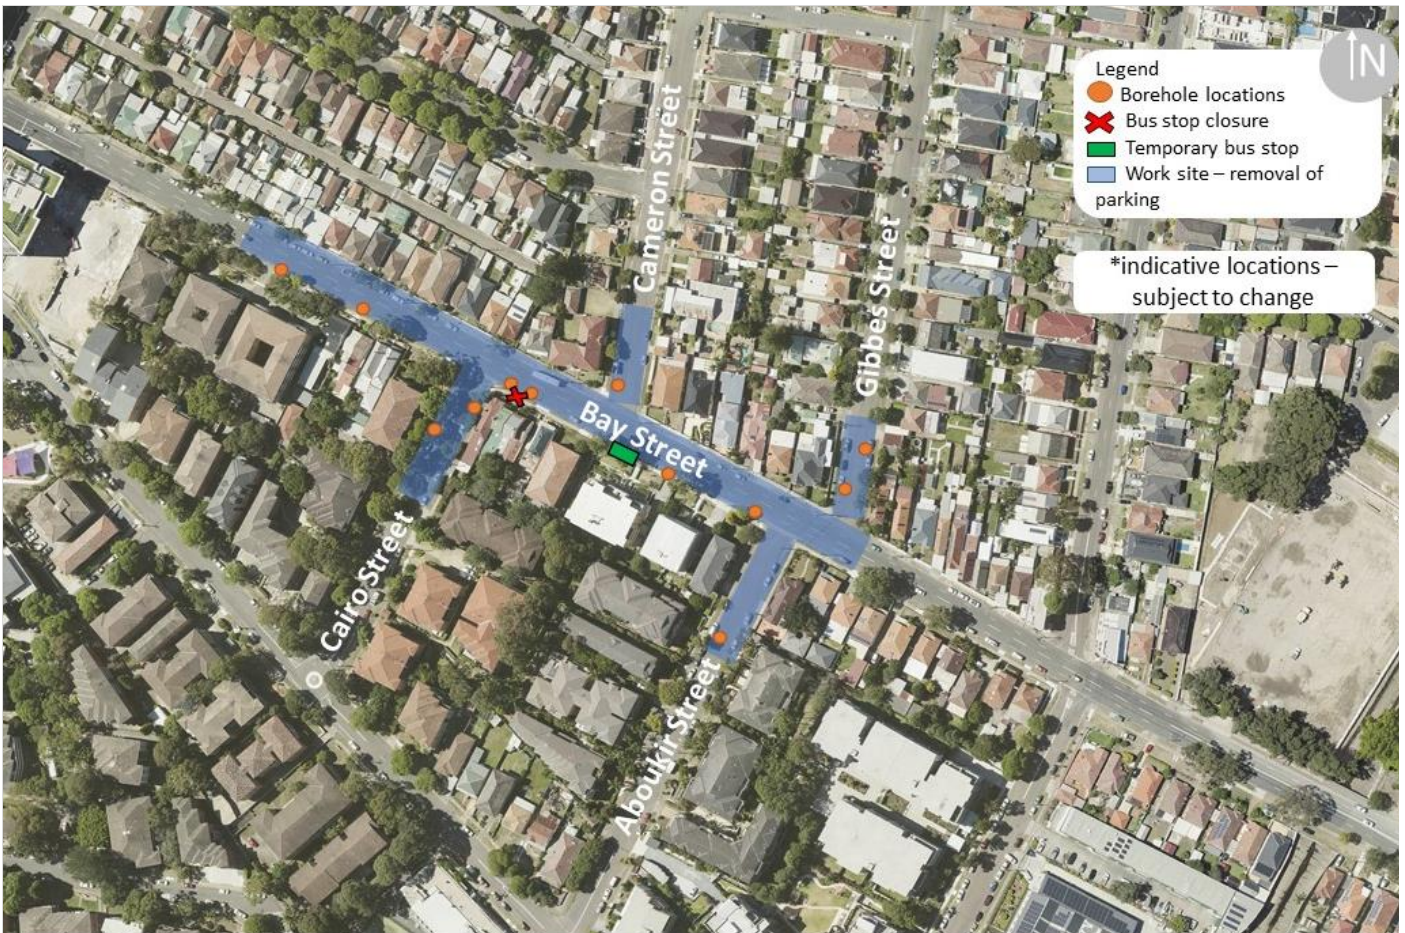 N
Legend
Borehole locations
Bus stop closure
Temporary bus stop
Work site – removal of
parking
*indicative locations –
subject to change
Cameron Street
Gibbes Street
Bay Street
Cairo Street
Aboukir Street